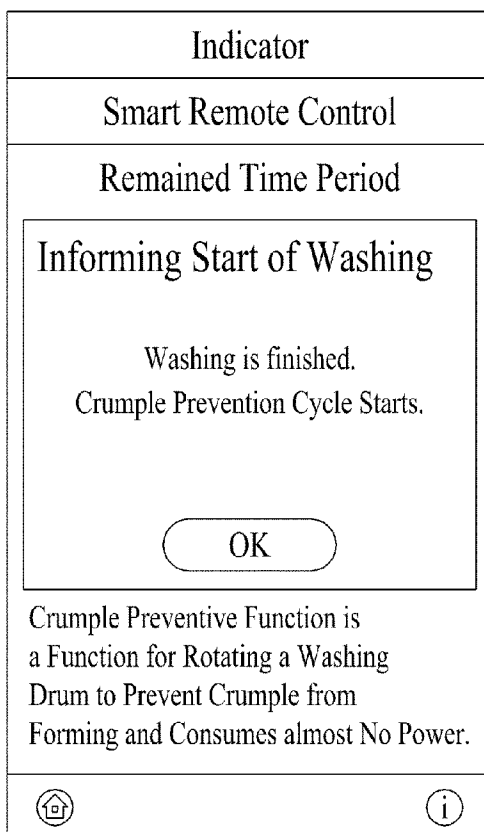 Indicator
Smart Remote Control
Remained Time Period
Informing Start of Washing
Washing is finished.
Crumple Prevention Cycle Starts.
OK
Crumple Preventive Function is
a Function for Rotating a Washing
Drum to Prevent Crumple from
Forming and Consumes almost No Power.
i